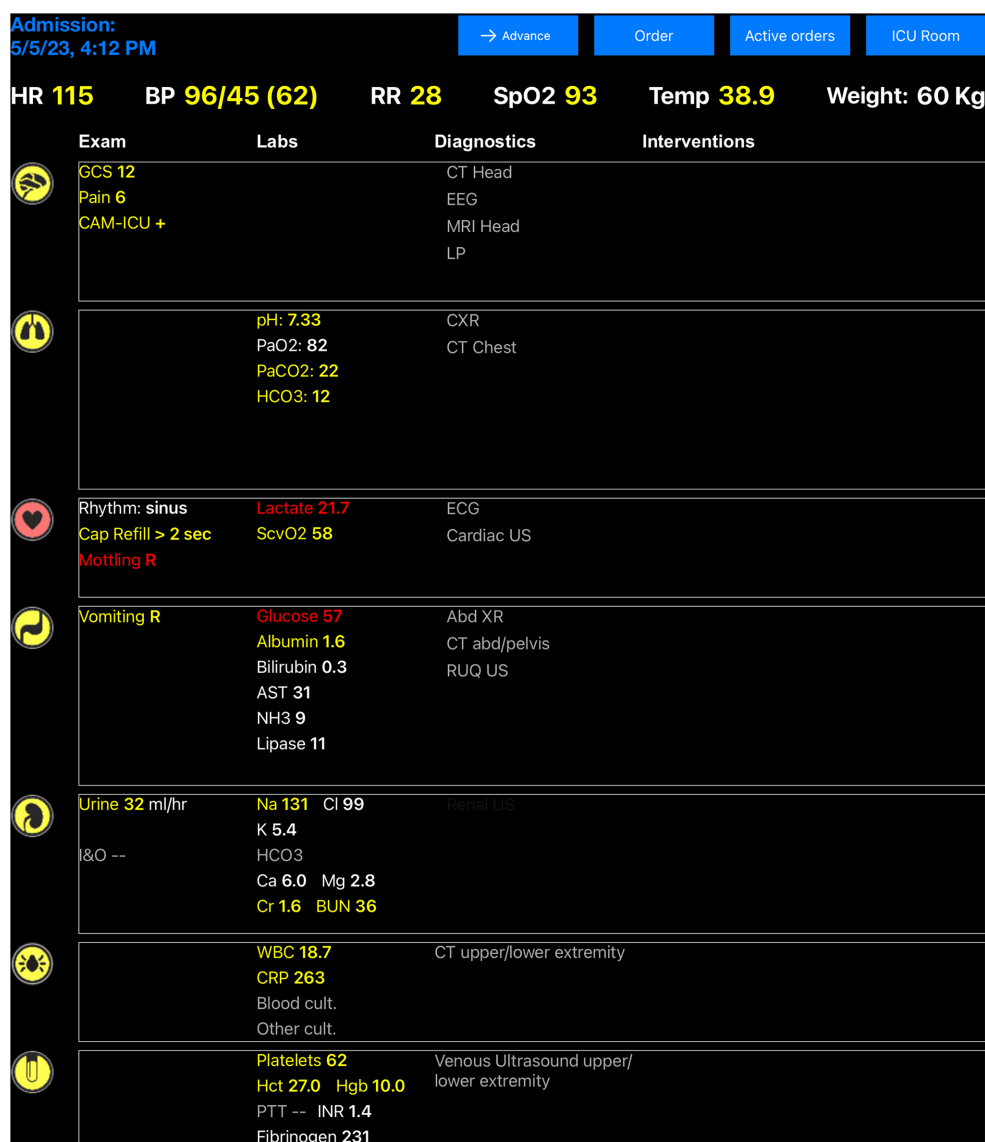 Admission:
5/5/23, 4:12 PM
→ Advance
Order
Active orders
ICU Room
HR 115 BP 96/45 (62) RR 28 SpO2 93 Temp 38.9 Weight: 60 Kg
Exam Labs Diagnostics Interventions
GCS 12 CT Head
Pain 6 EEG
CAM-ICU + MRI Head
LP
pH: 7.33 CXR
PaO2: 82 CT Chest
PaCO2: 22
HCO3: 12
Rhythm: sinus Lactate 21.7 ECG
Cap Refill > 2 sec ScvO2 58 Cardiac US
Mottling R
Vomiting R Glucose 57 Abd XR
Albumin 1.6 CT abd/pelvis
Bilirubin 0.3 RUQ US
AST 31
NH3 9
Lipase 11
Urine 32 ml/hr Na 131 Cl 99 Renal US
K 5.4
I&O -- HCO3
Ca 6.0 Mg 2.8
Cr 1.6 BUN 36
WBC 18.7 CT upper/lower extremity
CRP 263
Blood cult.
Other cult.
Platelets 62 Venous Ultrasound upper/
Hct 27.0 Hgb 10.0 lower extremity
PTT -- INR 1.4
Fibrinogen 231